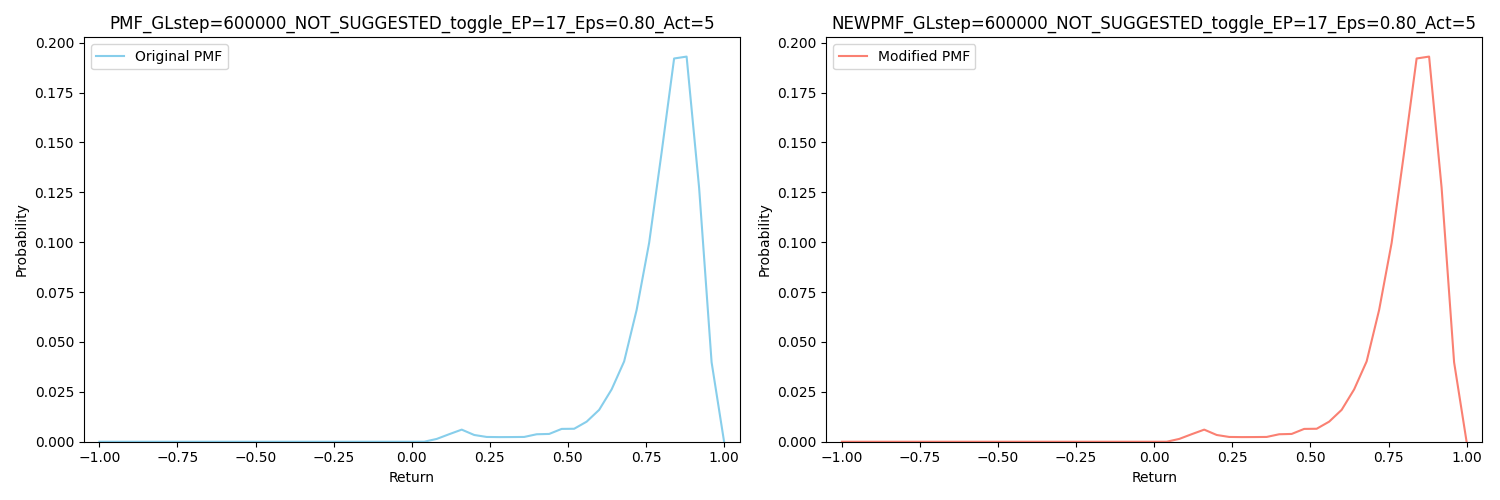 PMF_GLstep=600000_NOT_SUGGESTED_toggle_EP=17_Eps=0.80_Act=5
Original PMF
0.200
0.175
0.150
0.125
0.100
0.075
0.050
0.025
0.000
Probability
−1.00 −0.75 −0.50 −0.25 0.00 0.25 0.50 0.75 1.00
Return
NEWPMF_GLstep=600000_NOT_SUGGESTED_toggle_EP=17_Eps=0.80_Act=5
Modified PMF
0.200
0.175
0.150
0.125
0.100
0.075
0.050
0.025
0.000
Probability
−1.00 −0.75 −0.50 −0.25 0.00 0.25 0.50 0.75 1.00
Return